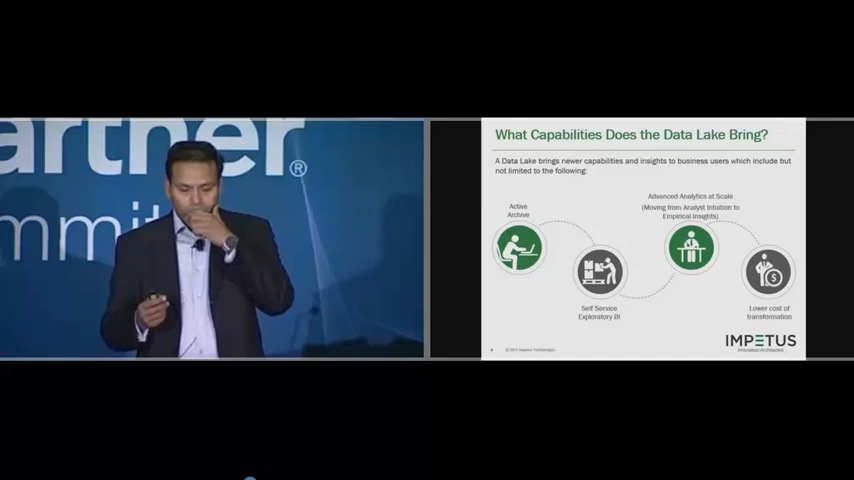 artner®
mmit
What Capabilities Does the Data Lake Bring?
A Data Lake brings newer capabilities and insights to business users which include but
not limited to the following:
Active
Archive
Advanced Analytics at Scale
(Moving from Analyst Intuition to
Empirical Insights)
Self Service
Exploratory BI
$
Lower cost of
transformation
IMPETUS